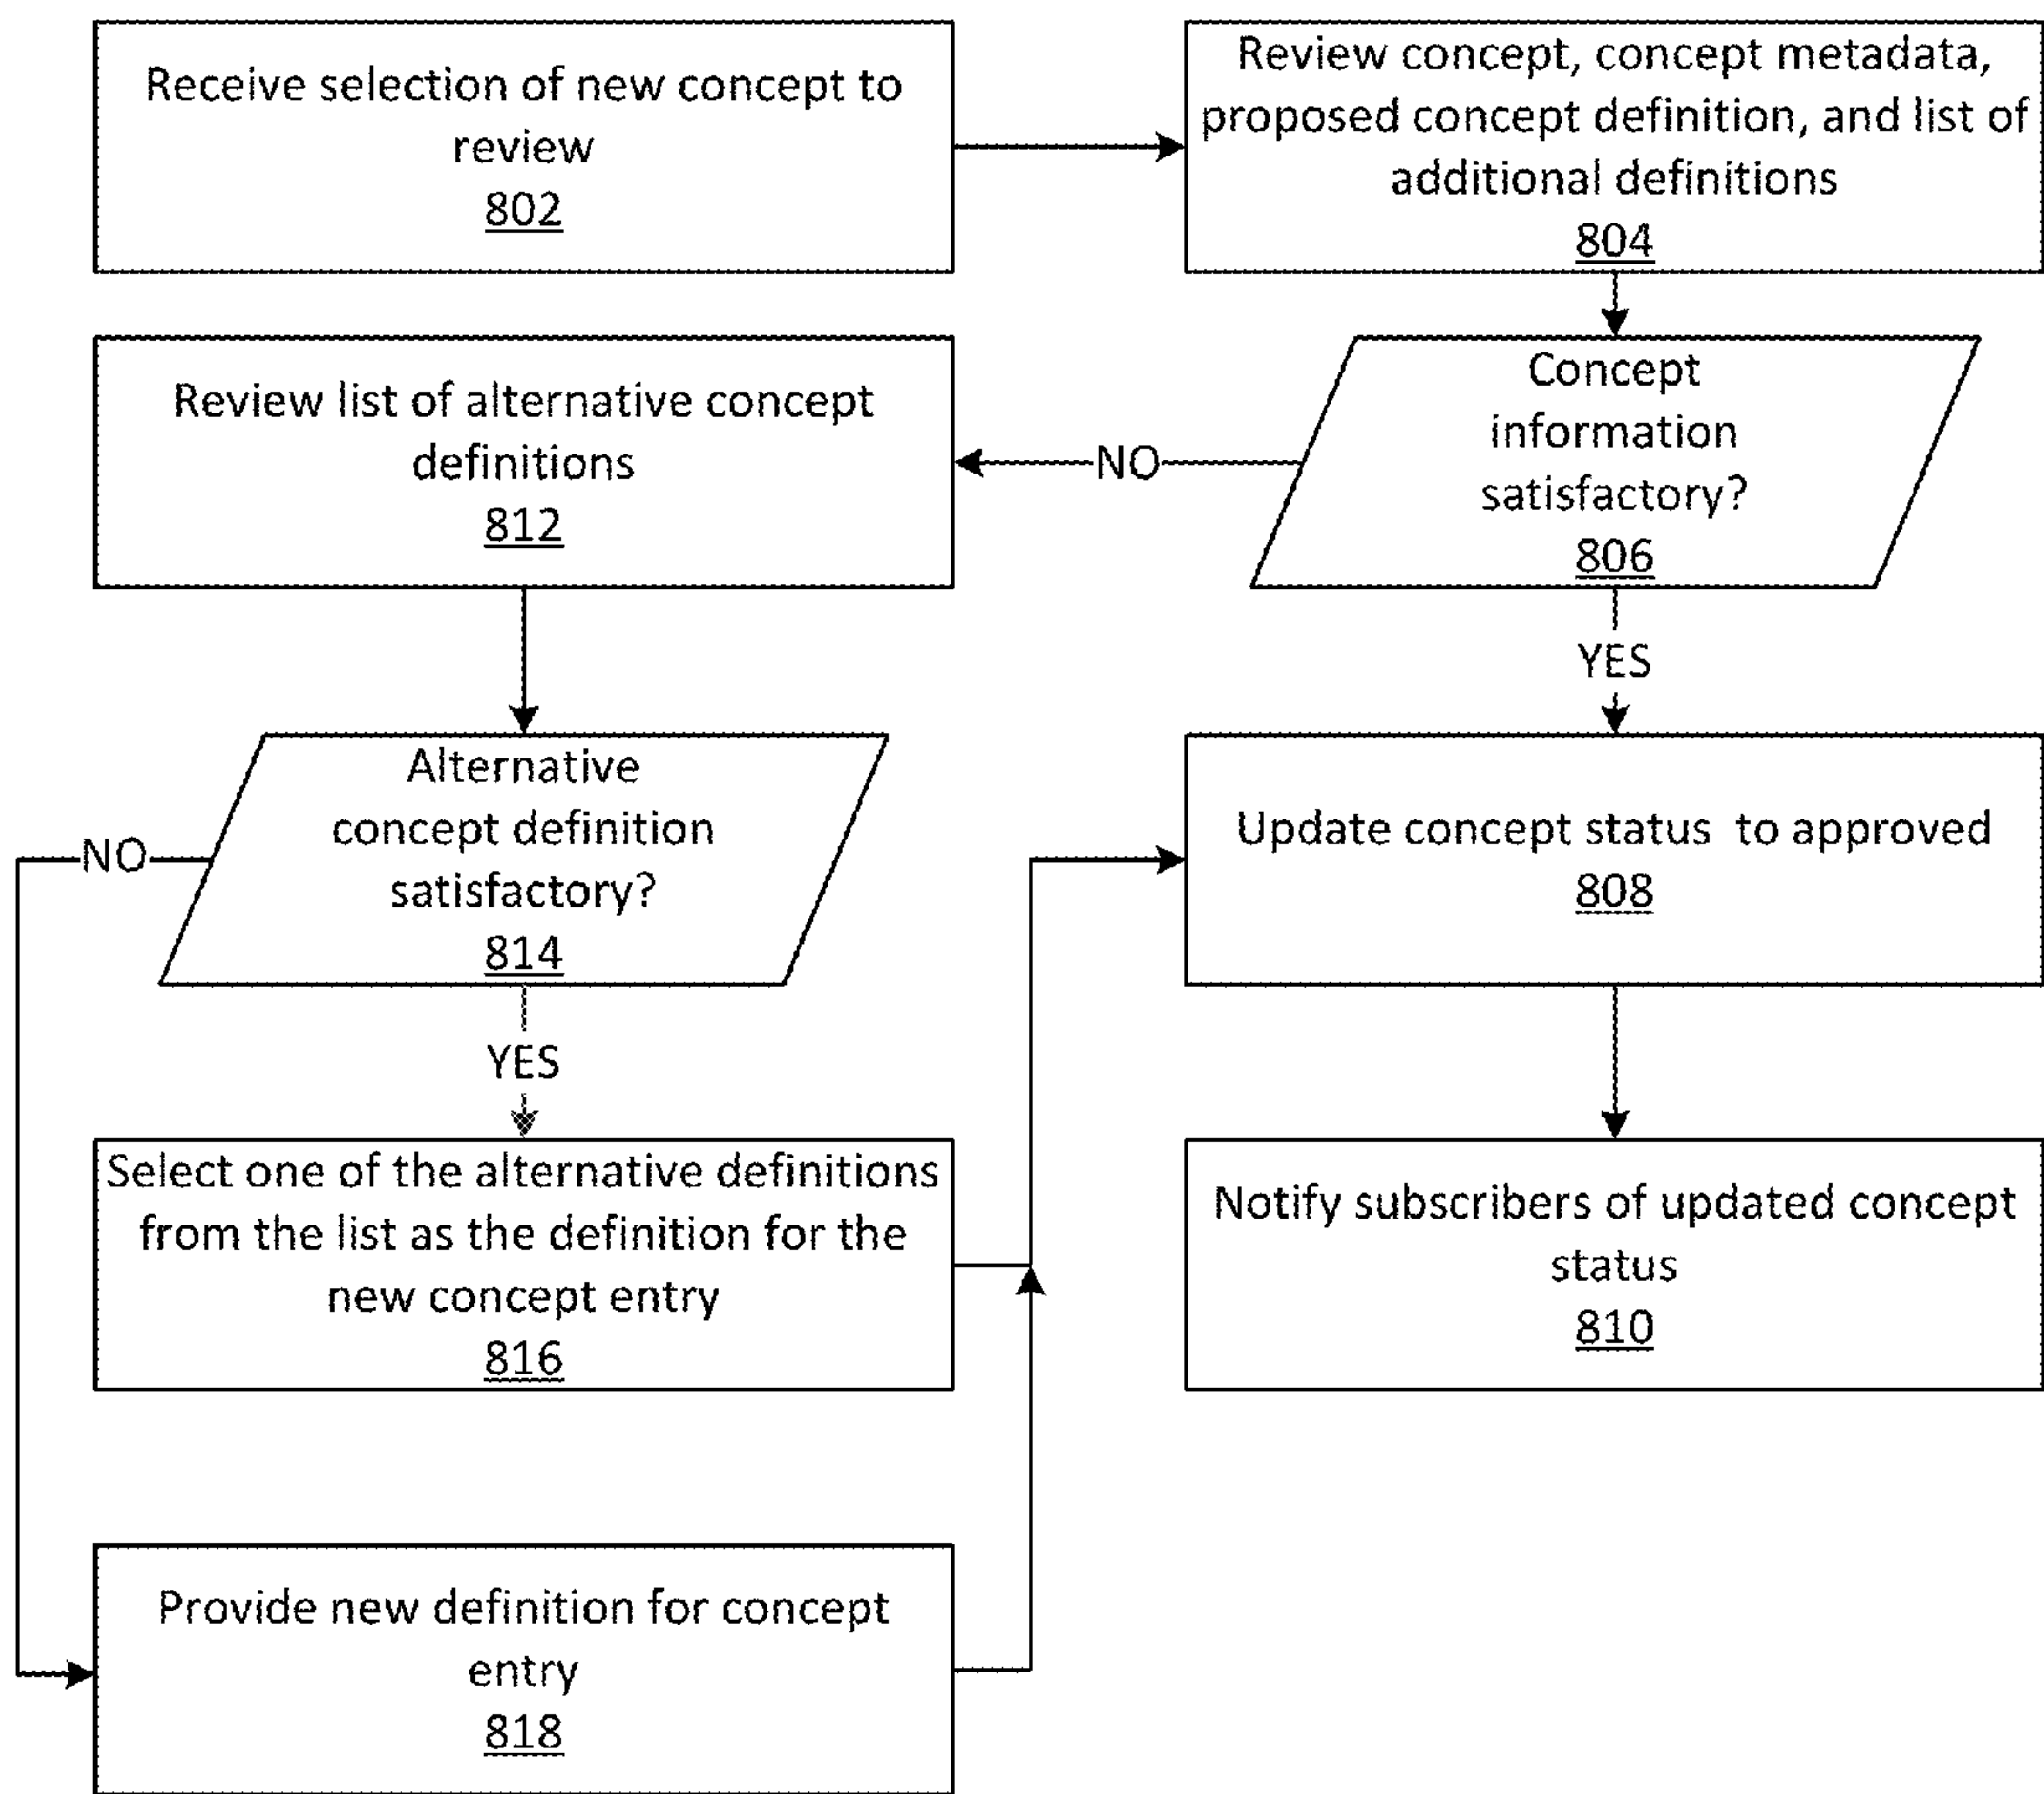 Receive selection of new concept to
review
802
Review concept, concept metadata,
proposed concept definition, and list of
additional definitions
804
Concept
information
satisfactory?
806
NO
YES
Review list of alternative concept
definitions
812
Alternative
concept definition
satisfactory?
814
NO
YES
Update concept status to approved
808
Select one of the alternative definitions
from the list as the definition for the
new concept entry
816
Notify subscribers of updated concept
status
810
Provide new definition for concept
entry
818